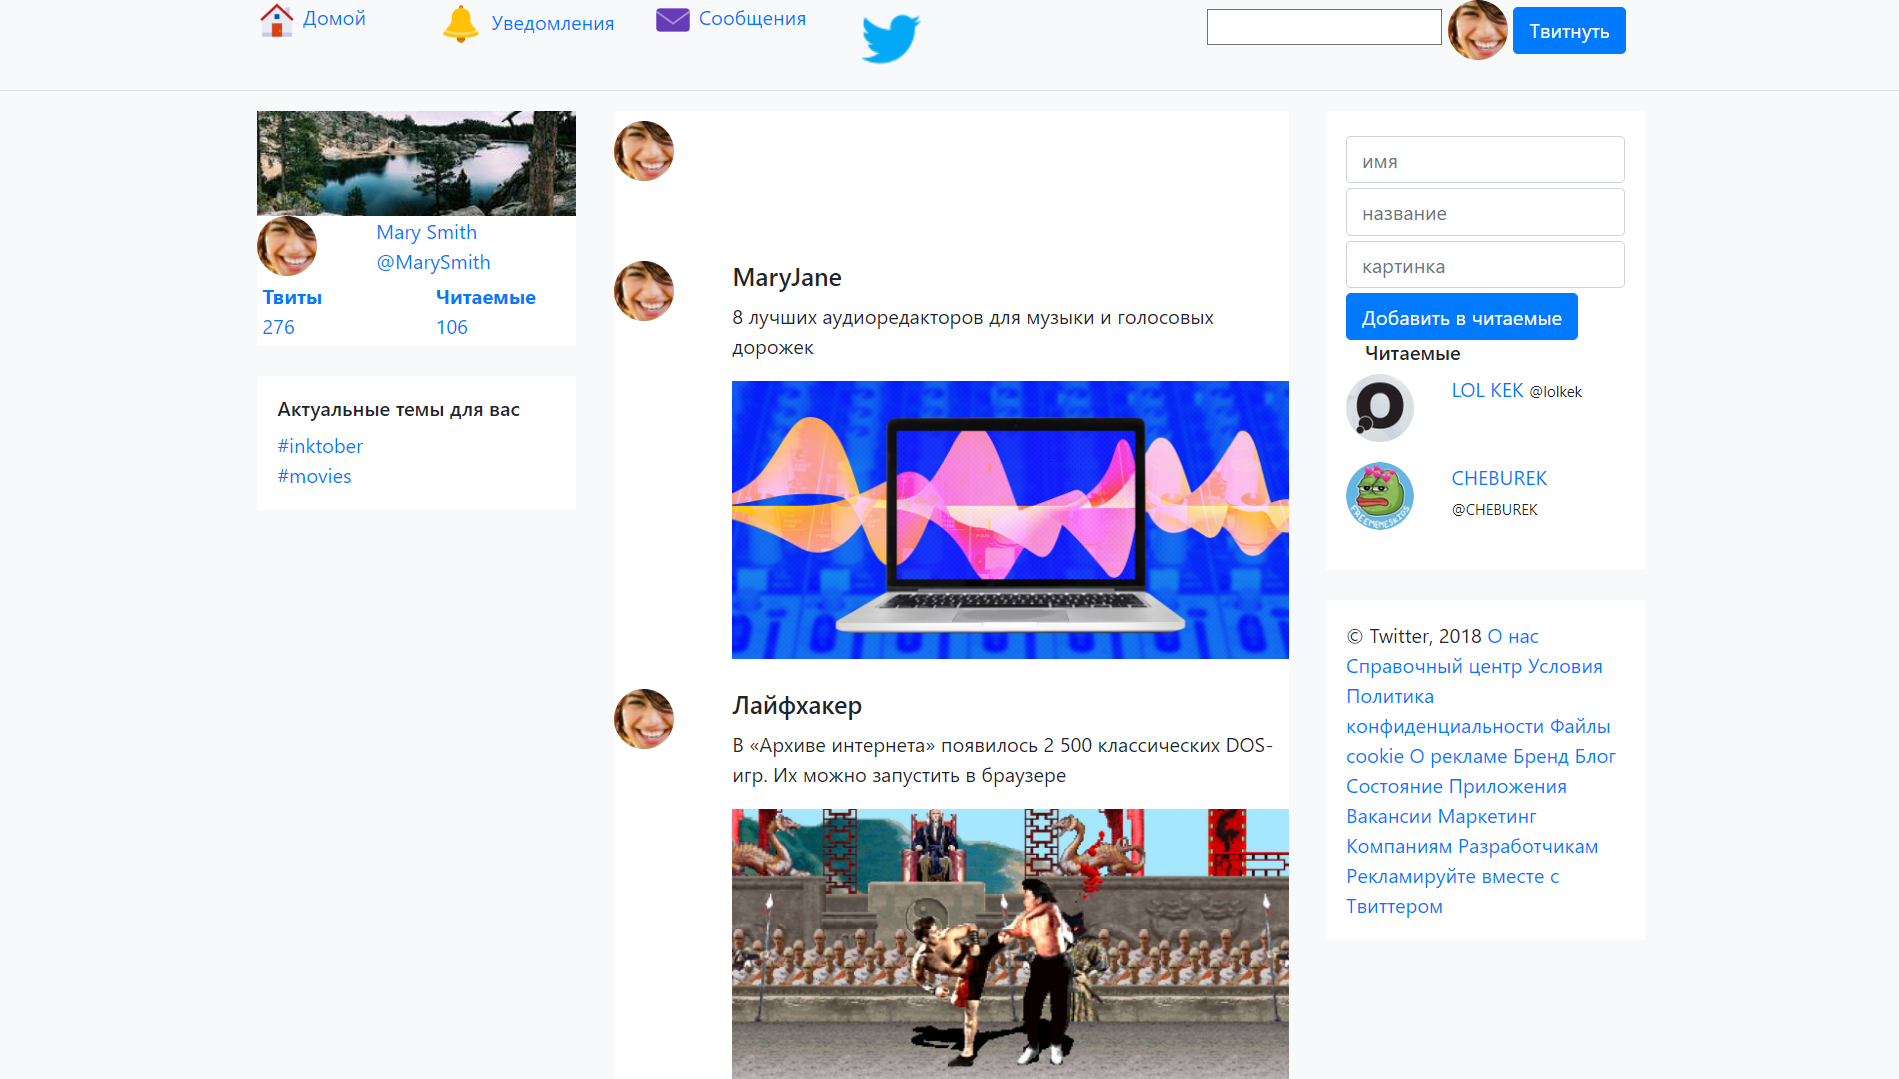 Домой
Уведомления
Сообщения
Твитнуть
Mary Smith
@MarySmith
Твиты
276
Читаемые
106
Актуальные темы для вас
#inktober
#movies
MaryJane
8 лучших аудиоредакторов для музыки и голосовых
дорожек
Лайфхакер
В «Архиве интернета» появилось 2 500 классических DOS-
игр. Их можно запустить в браузере
имя
название
картинка
Добавить в читаемые
Читаемые
LOL KEK @lolkek
CHEBUREK
@CHEBUREK
FREEMEMESKIDS
© Twitter, 2018 О нас
Справочный центр Условия
Политика
конфиденциальности Файлы
cookie О рекламе Бренд Блог
Состояние Приложения
Вакансии Маркетинг
Компаниям Разработчикам
Рекламируйте вместе с
Твиттером